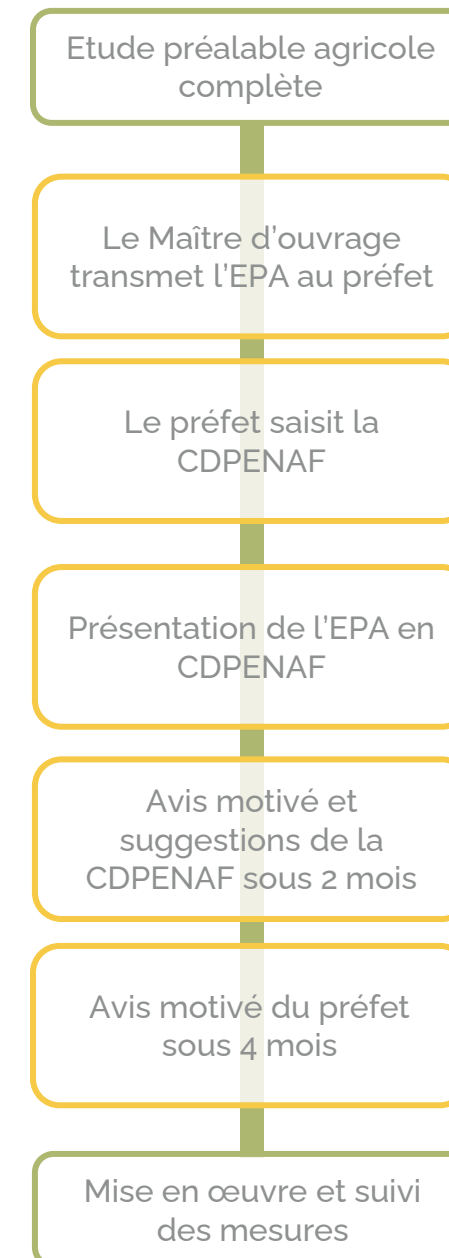 Etude préalable agricole
complète
Le Maître d'ouvrage
transmet l'EPA au préfet
Le préfet saisit la
CDPENAF
Présentation de l'EPA en
CDPENAF
Avis motivé et
suggestions de la
CDPENAF sous 2 mois
Avis motivé du préfet
sous 4 mois
Mise en œuvre et suivi
des mesures